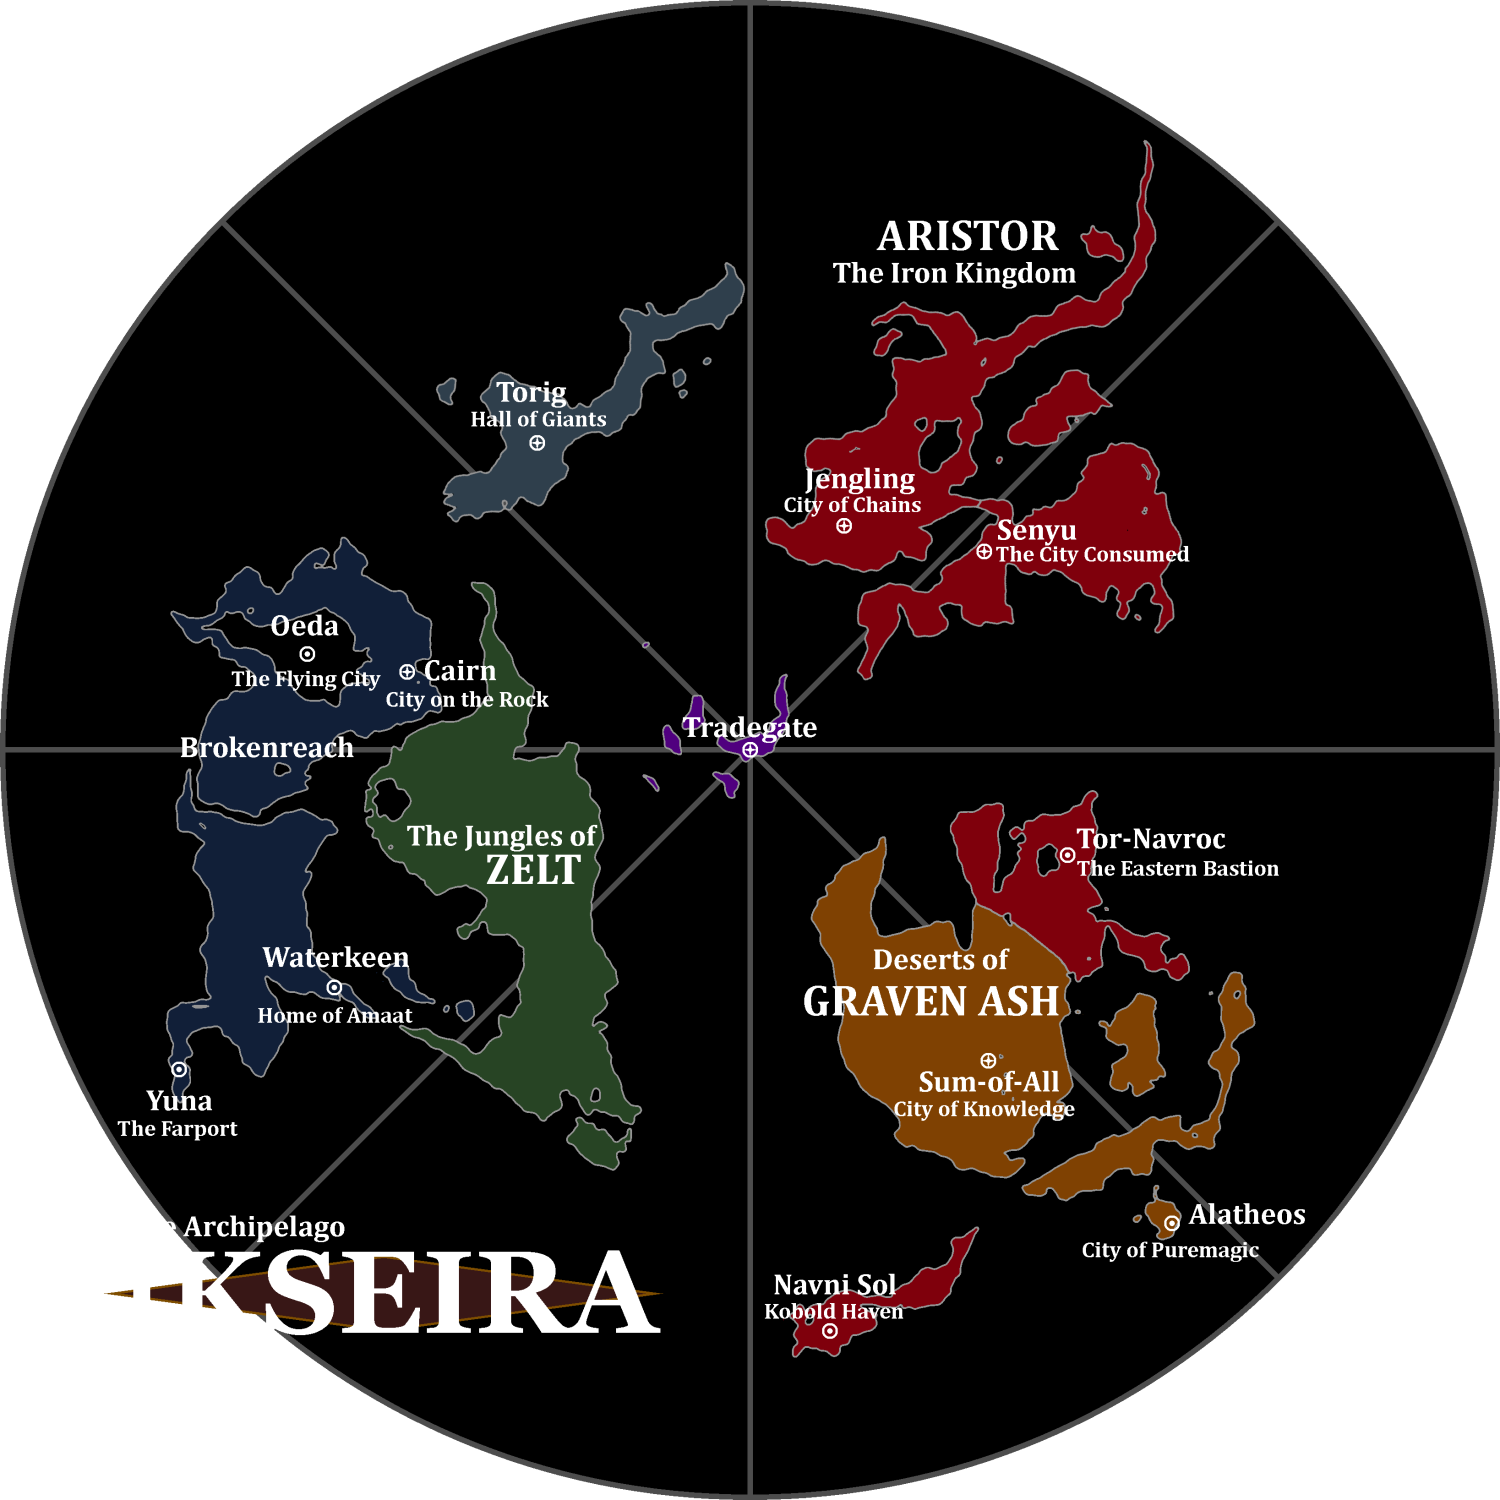 ARISTOR
The Iron Kingdom
Torig
Hall of Giants
Jengling
City of Chains
Senyu
The City Consumed
Oeda
The Flying City
Cairn
City on the Rock
Tradegate
Brokenreach
The Jungles of
ZELT
Tor-Navroc
The Eastern Bastion
Waterkeen
Home of Amaat
Deserts of
GRAVEN ASH
Sum-of-All
City of Knowledge
Yuna
The Farport
Alatheos
City of Puremagic
Archipelago
KSEIRA
Navni Sol
Kobold Haven